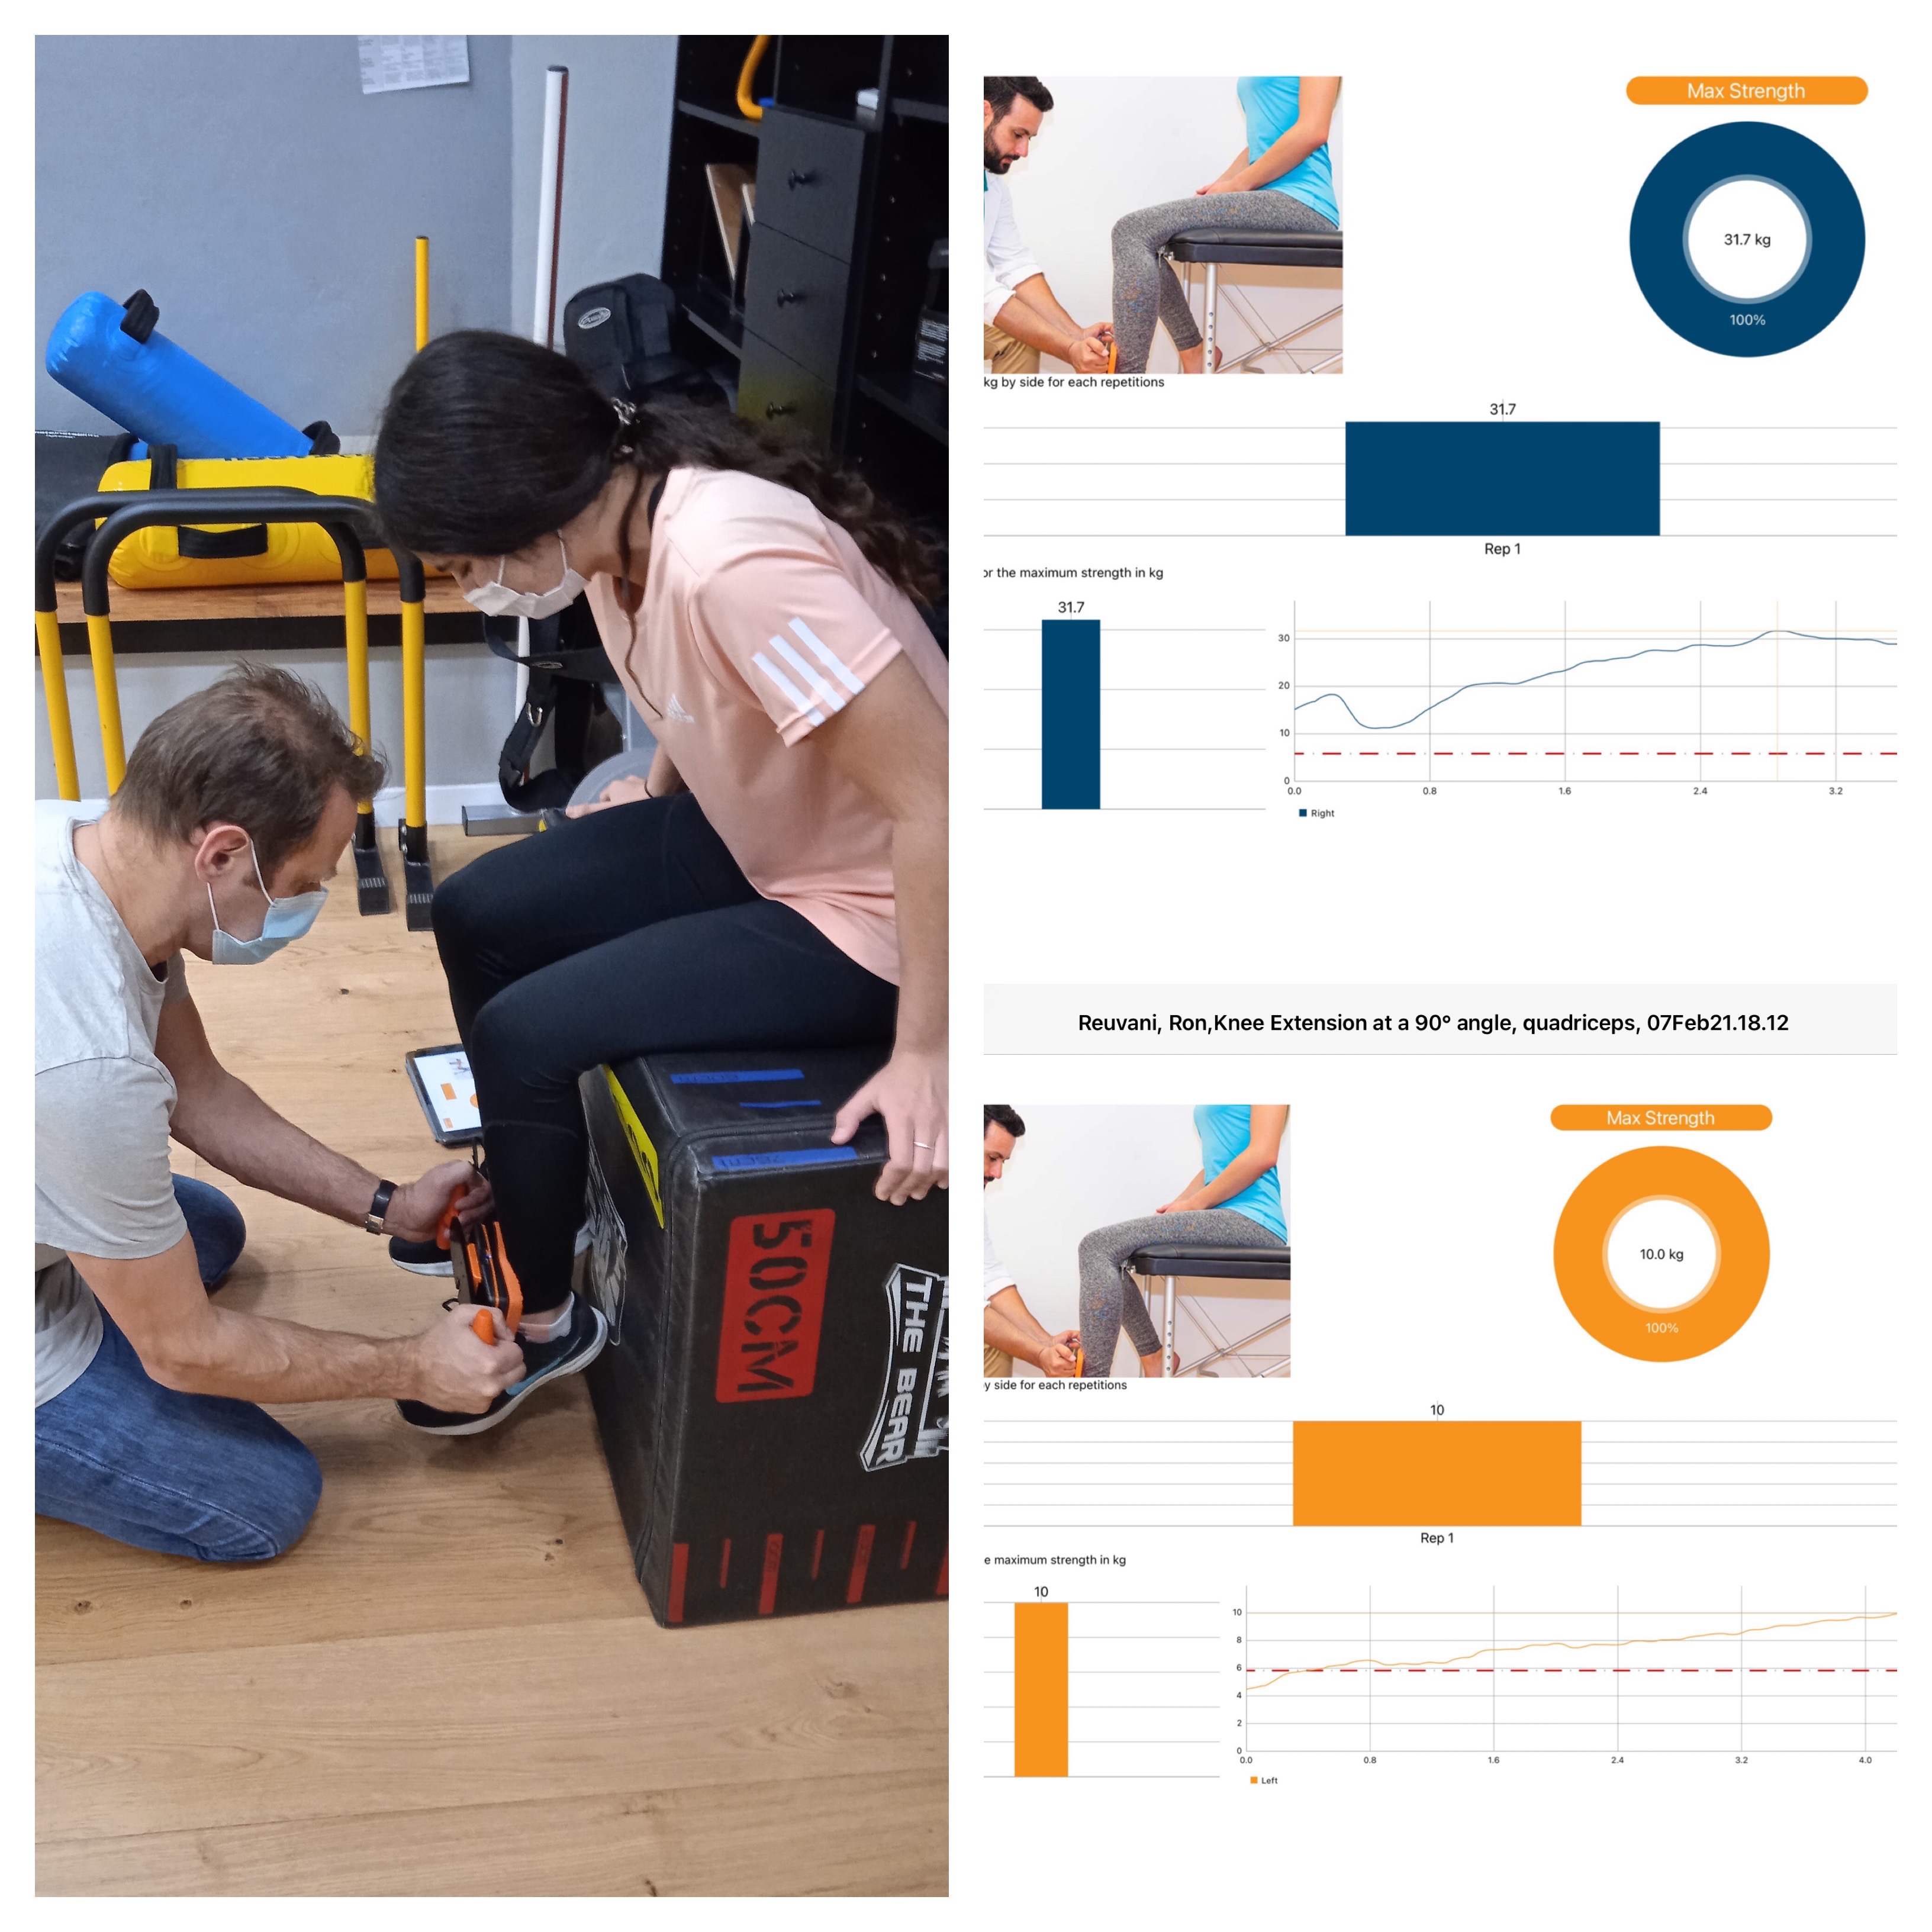 50CM
THE BEAR
75CM
Max Strength
31.7 kg
100%
kg by side for each repetitions
31.7
Rep 1
or the maximum strength in kg
31.7
30
20
10
0
0.0 0.8 1.6 2.4 3.2
Right
Reuvani, Ron,Knee Extension at a 90° angle, quadriceps, 07Feb21.18.12
Max Strength
10.0 kg
100%
y side for each repetitions
10
Rep 1
e maximum strength in kg
10
10
8
6
4
2
0
0.0 0.8 1.6 2.4 3.2 4.0
Left